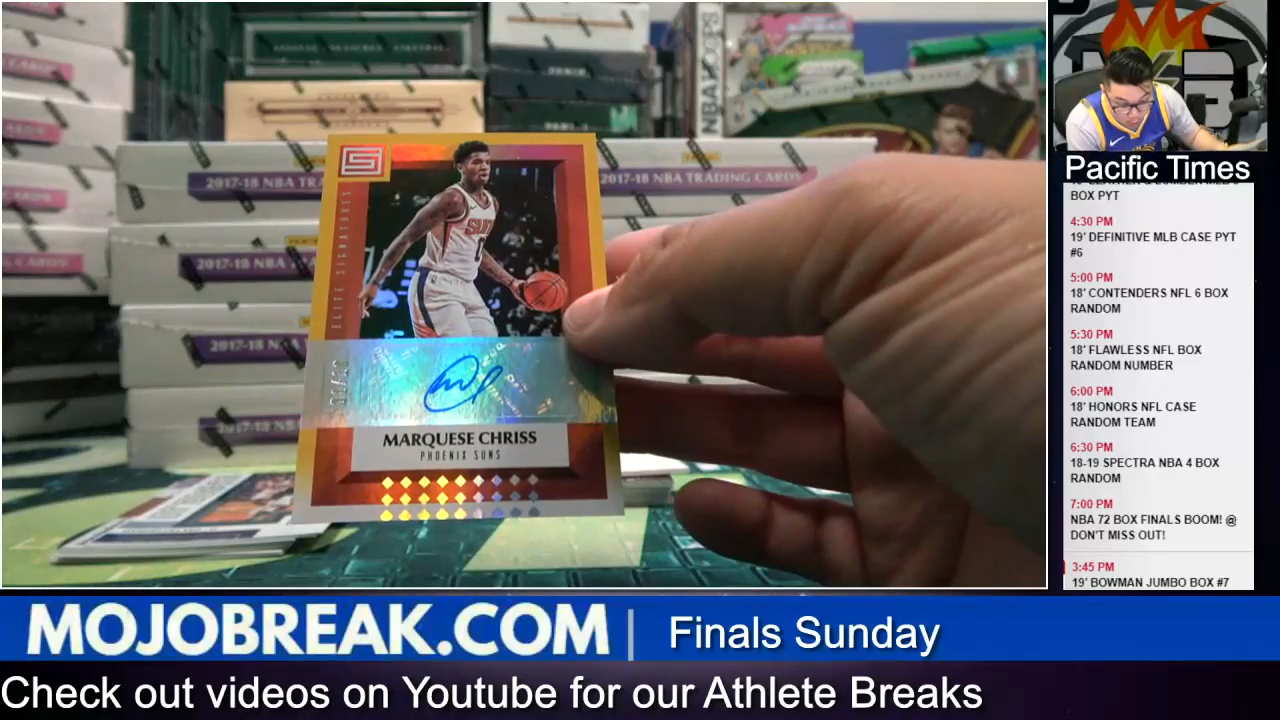 NBA HOOPS
2017-18 NBA TRA
2017-18 NBA TRADING CARDS
2017-18 NBA
2017-18 NBA
ELITE SIGNATURES
SUNS
MARQUESE CHRISS
PHOENIX SUNS
Pacific Times
BOX PYT
4:30 PM
19' DEFINITIVE MLB CASE PYT
#6
5:00 PM
18' CONTENDERS NFL 6 BOX
RANDOM
5:30 PM
18' FLAWLESS NFL BOX
RANDOM NUMBER
6:00 PM
18' HONORS NFL CASE
RANDOM TEAM
6:30 PM
18-19 SPECTRA NBA 4 BOX
RANDOM
7:00 PM
NBA 72 BOX FINALS BOOM! @
DON'T MISS OUT!
3:45 PM
19' BOWMAN JUMBO BOX #7
MOJOBREAK.COM | Finals Sunday
Check out videos on Youtube for our Athlete Breaks